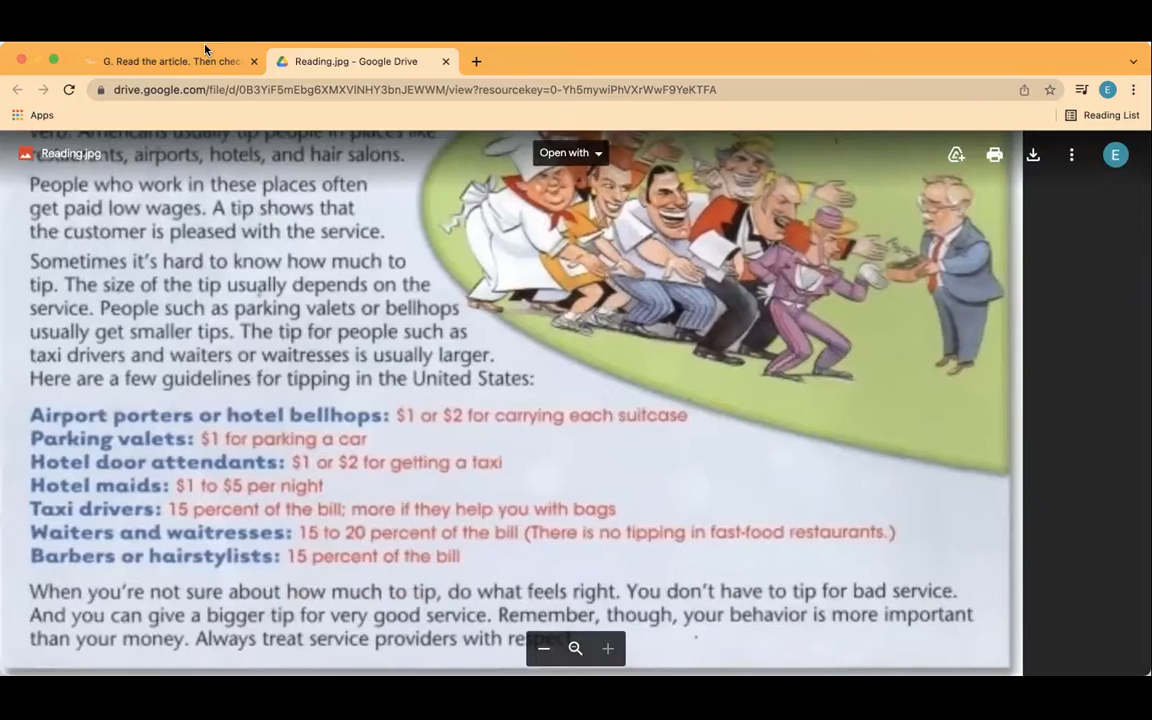 G. Read the article. Then chec
Reading.jpg - Google Drive
drive.google.com/file/d/0B3YiF5mEbg6XMXVlNHY3bnJEWWM/view?resourcekey=0-Yh5mywiPhVXrWwF9YeKTFA
Apps
Reading List
verb. Americans usually tip people in places like
Reading.jpg
Open with
E
E
airports, hotels, and hair salons.
People who work in these places often
get paid low wages. A tip shows that
the customer is pleased with the service.
Sometimes it's hard to know how much to
tip. The size of the tip usually depends on the
service. People such as parking valets or bellhops
usually get smaller tips. The tip for people such as
taxi drivers and waiters or waitresses is usually larger.
Here are a few guidelines for tipping in the United States:
Airport porters or hotel bellhops: $1 or $2 for carrying each suitcase
Parking valets: $1 for parking a car
Hotel door attendants: $1 or $2 for getting a taxi
Hotel maids: $1 to $5 per night
Taxi drivers: 15 percent of the bill; more if they help you with bags
Waiters and waitresses: 15 to 20 percent of the bill (There is no tipping in fast-food restaurants.)
Barbers or hairstylists: 15 percent of the bill
When you're not sure about how much to tip, do what feels right. You don't have to tip for bad service.
And you can give a bigger tip for very good service. Remember, though, your behavior is more important
than your money. Always treat service providers with respect.